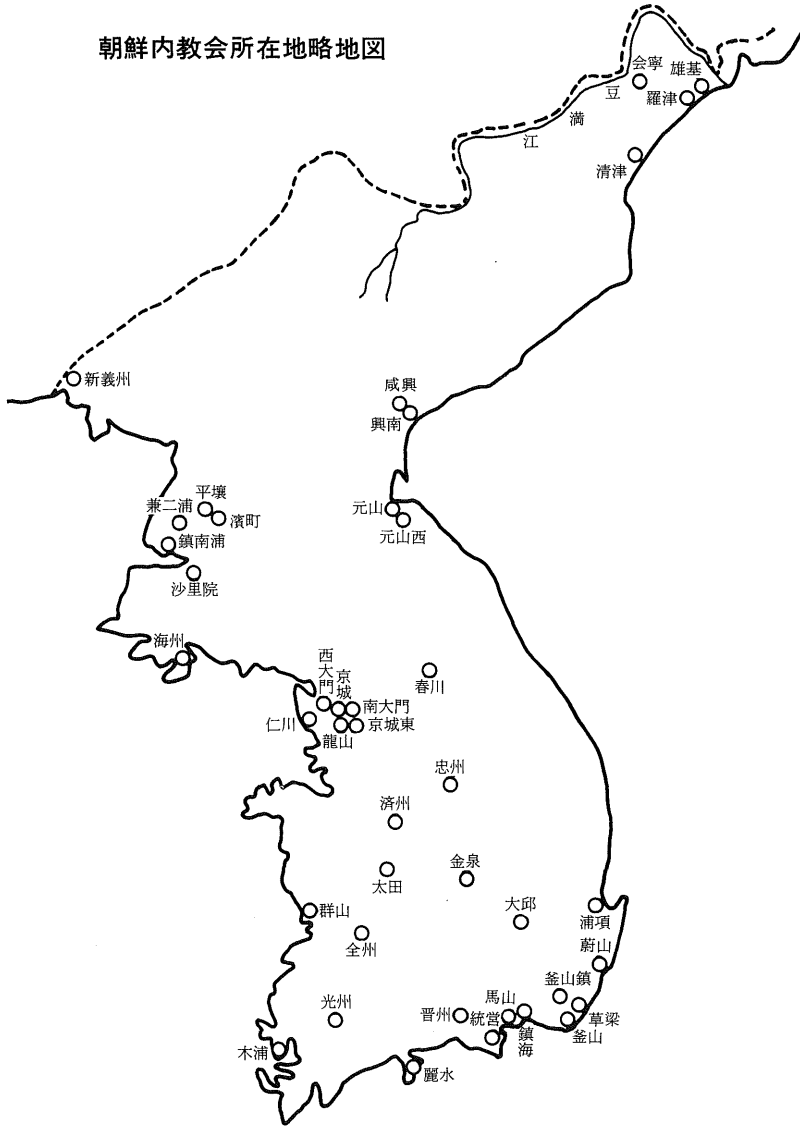 朝鮮内教会所在地略地図
会寧
雄基
羅津
豆
満
江
清津
新義州
咸興
興南
平壌
兼二浦
濱町
鎮南浦
沙里院
元山
元山西
海州
西大門
京城
南大門
京城東
龍山
仁川
春川
忠州
済州
太田
金泉
大邱
浦項
群山
全州
蔚山
釜山鎮
草梁
釜山
光州
晋州
馬山
統営
鎮海
木浦
麗水